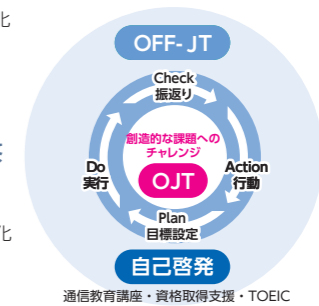 化
OFF-JT
Check
振返り
創造的な課題への
チャレンジ
OJT
Do
実行
Action
行動
Plan
目標設定
化
自己啓発
通信教育講座・資格取得支援・TOEIC